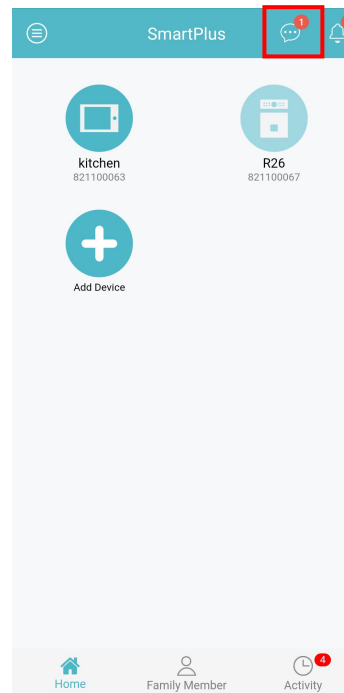 SmartPlus
1
kitchen
821100063
R26
821100067
Add Device
4
Home
Family Member
Activity